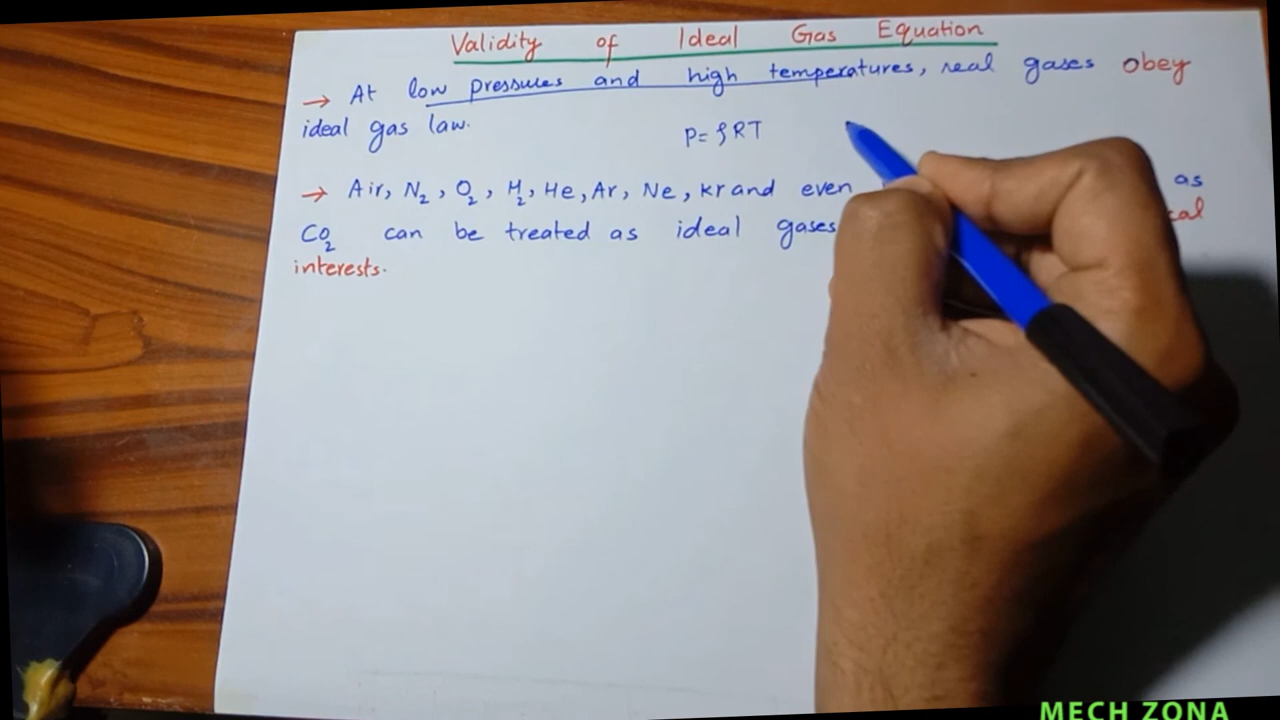 Validity of Ideal Gas Equation
→ At low pressures and high temperatures, real gases obey
ideal gas law.
P= ρRT
→ Air, N₂, O₂, H₂, He, Ar, Ne, kr and even as
CO₂ can be treated as ideal gases
interests.
MECH ZONA